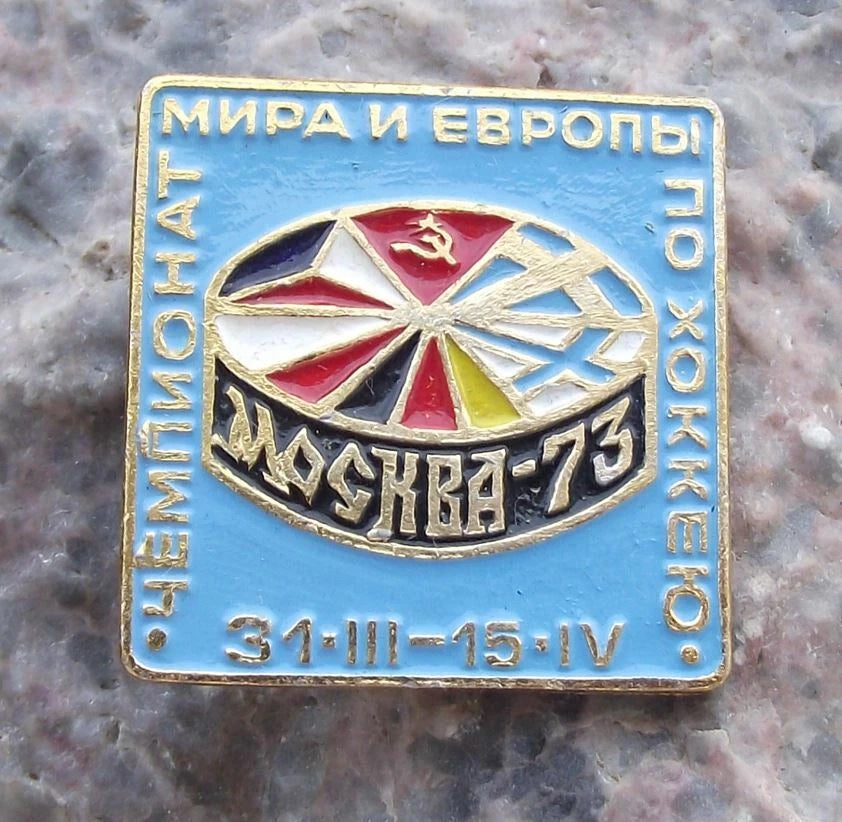 ЧЕМПИОНАТ
МИРА И ЕВРОПЫ
ПО ХОККЕЮ
МОСКВА-73
31·III-15·IV